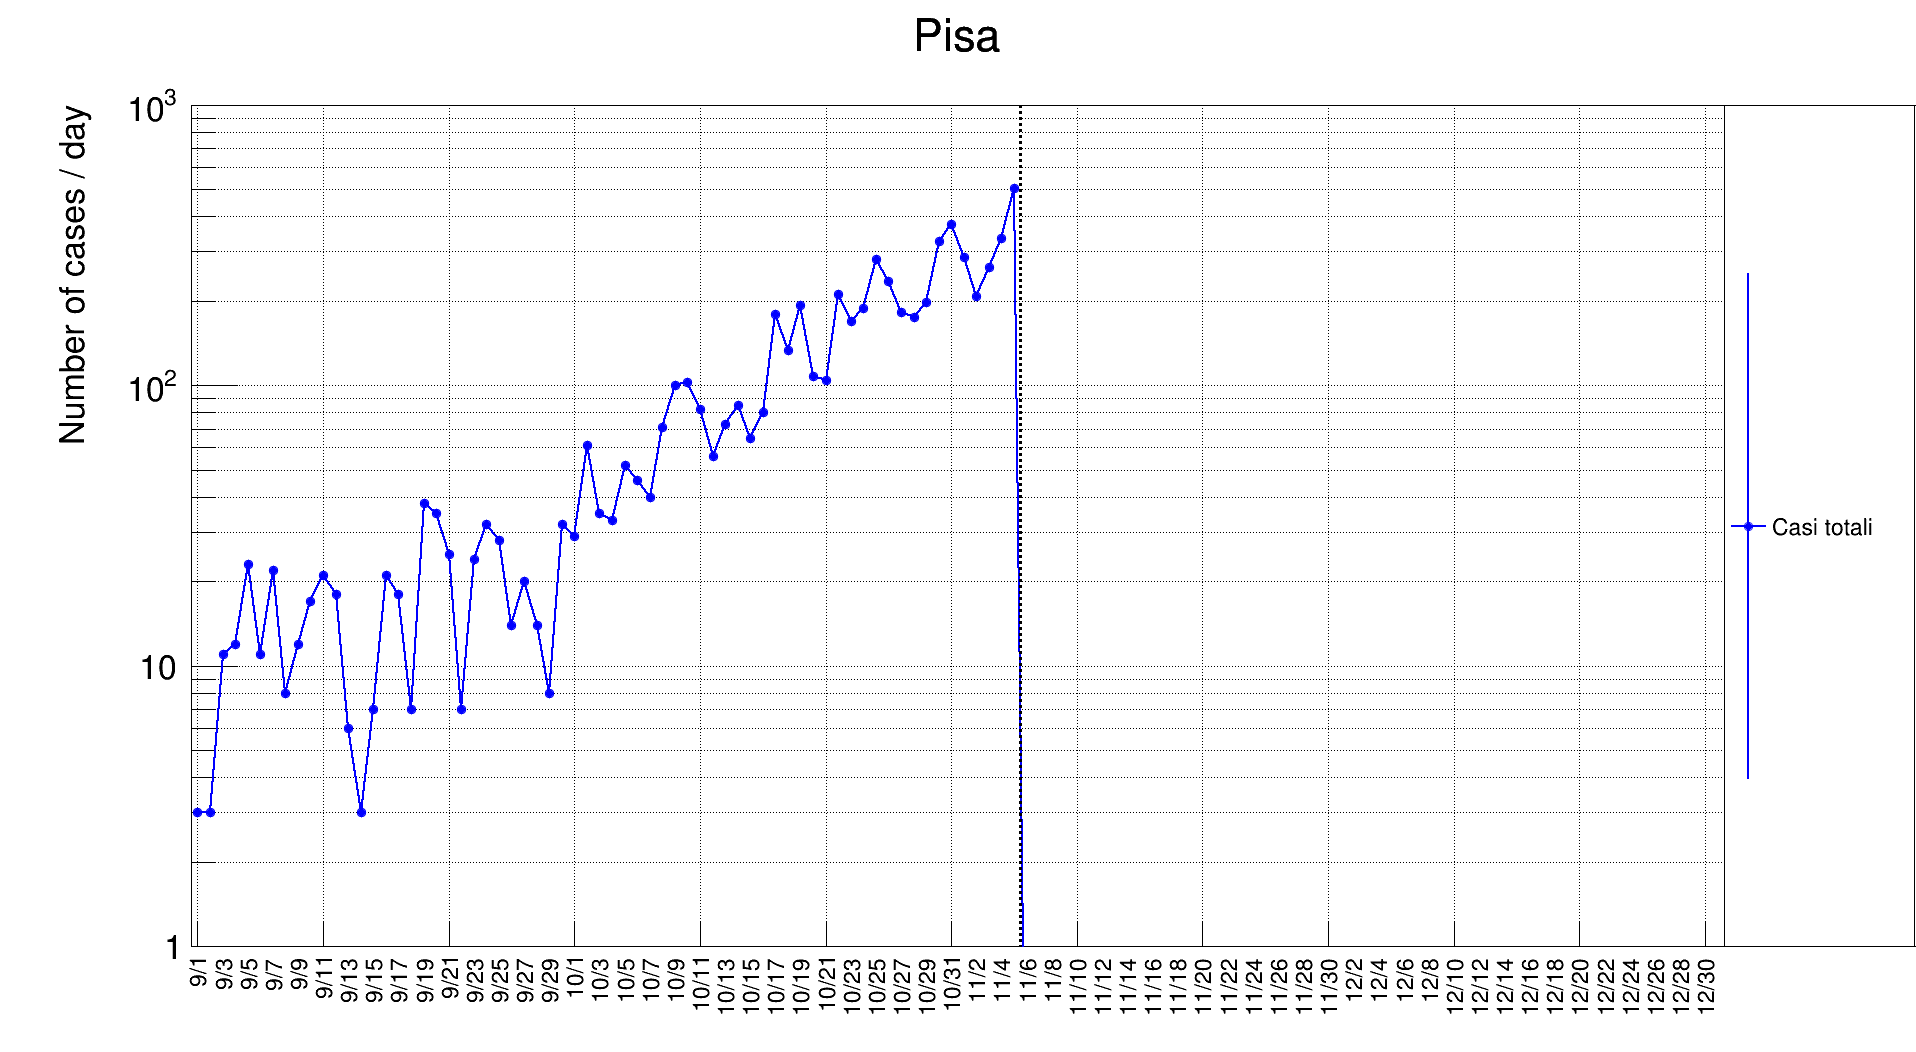 Pisa
Number of cases / day
10³
10²
10
1
9/1 9/3 9/5 9/7 9/9 9/11 9/13 9/15 9/17 9/19 9/21 9/23 9/25 9/27 9/29 10/1 10/3 10/5 10/7 10/9 10/11 10/13 10/15 10/17 10/19 10/21 10/23 10/25 10/27 10/29 10/31 11/2 11/4 11/6 11/8 11/10 11/12 11/14 11/16 11/18 11/20 11/22 11/24 11/26 11/28 11/30 12/2 12/4 12/6 12/8 12/10 12/12 12/14 12/16 12/18 12/20 12/22 12/24 12/26 12/28 12/30
Casi totali